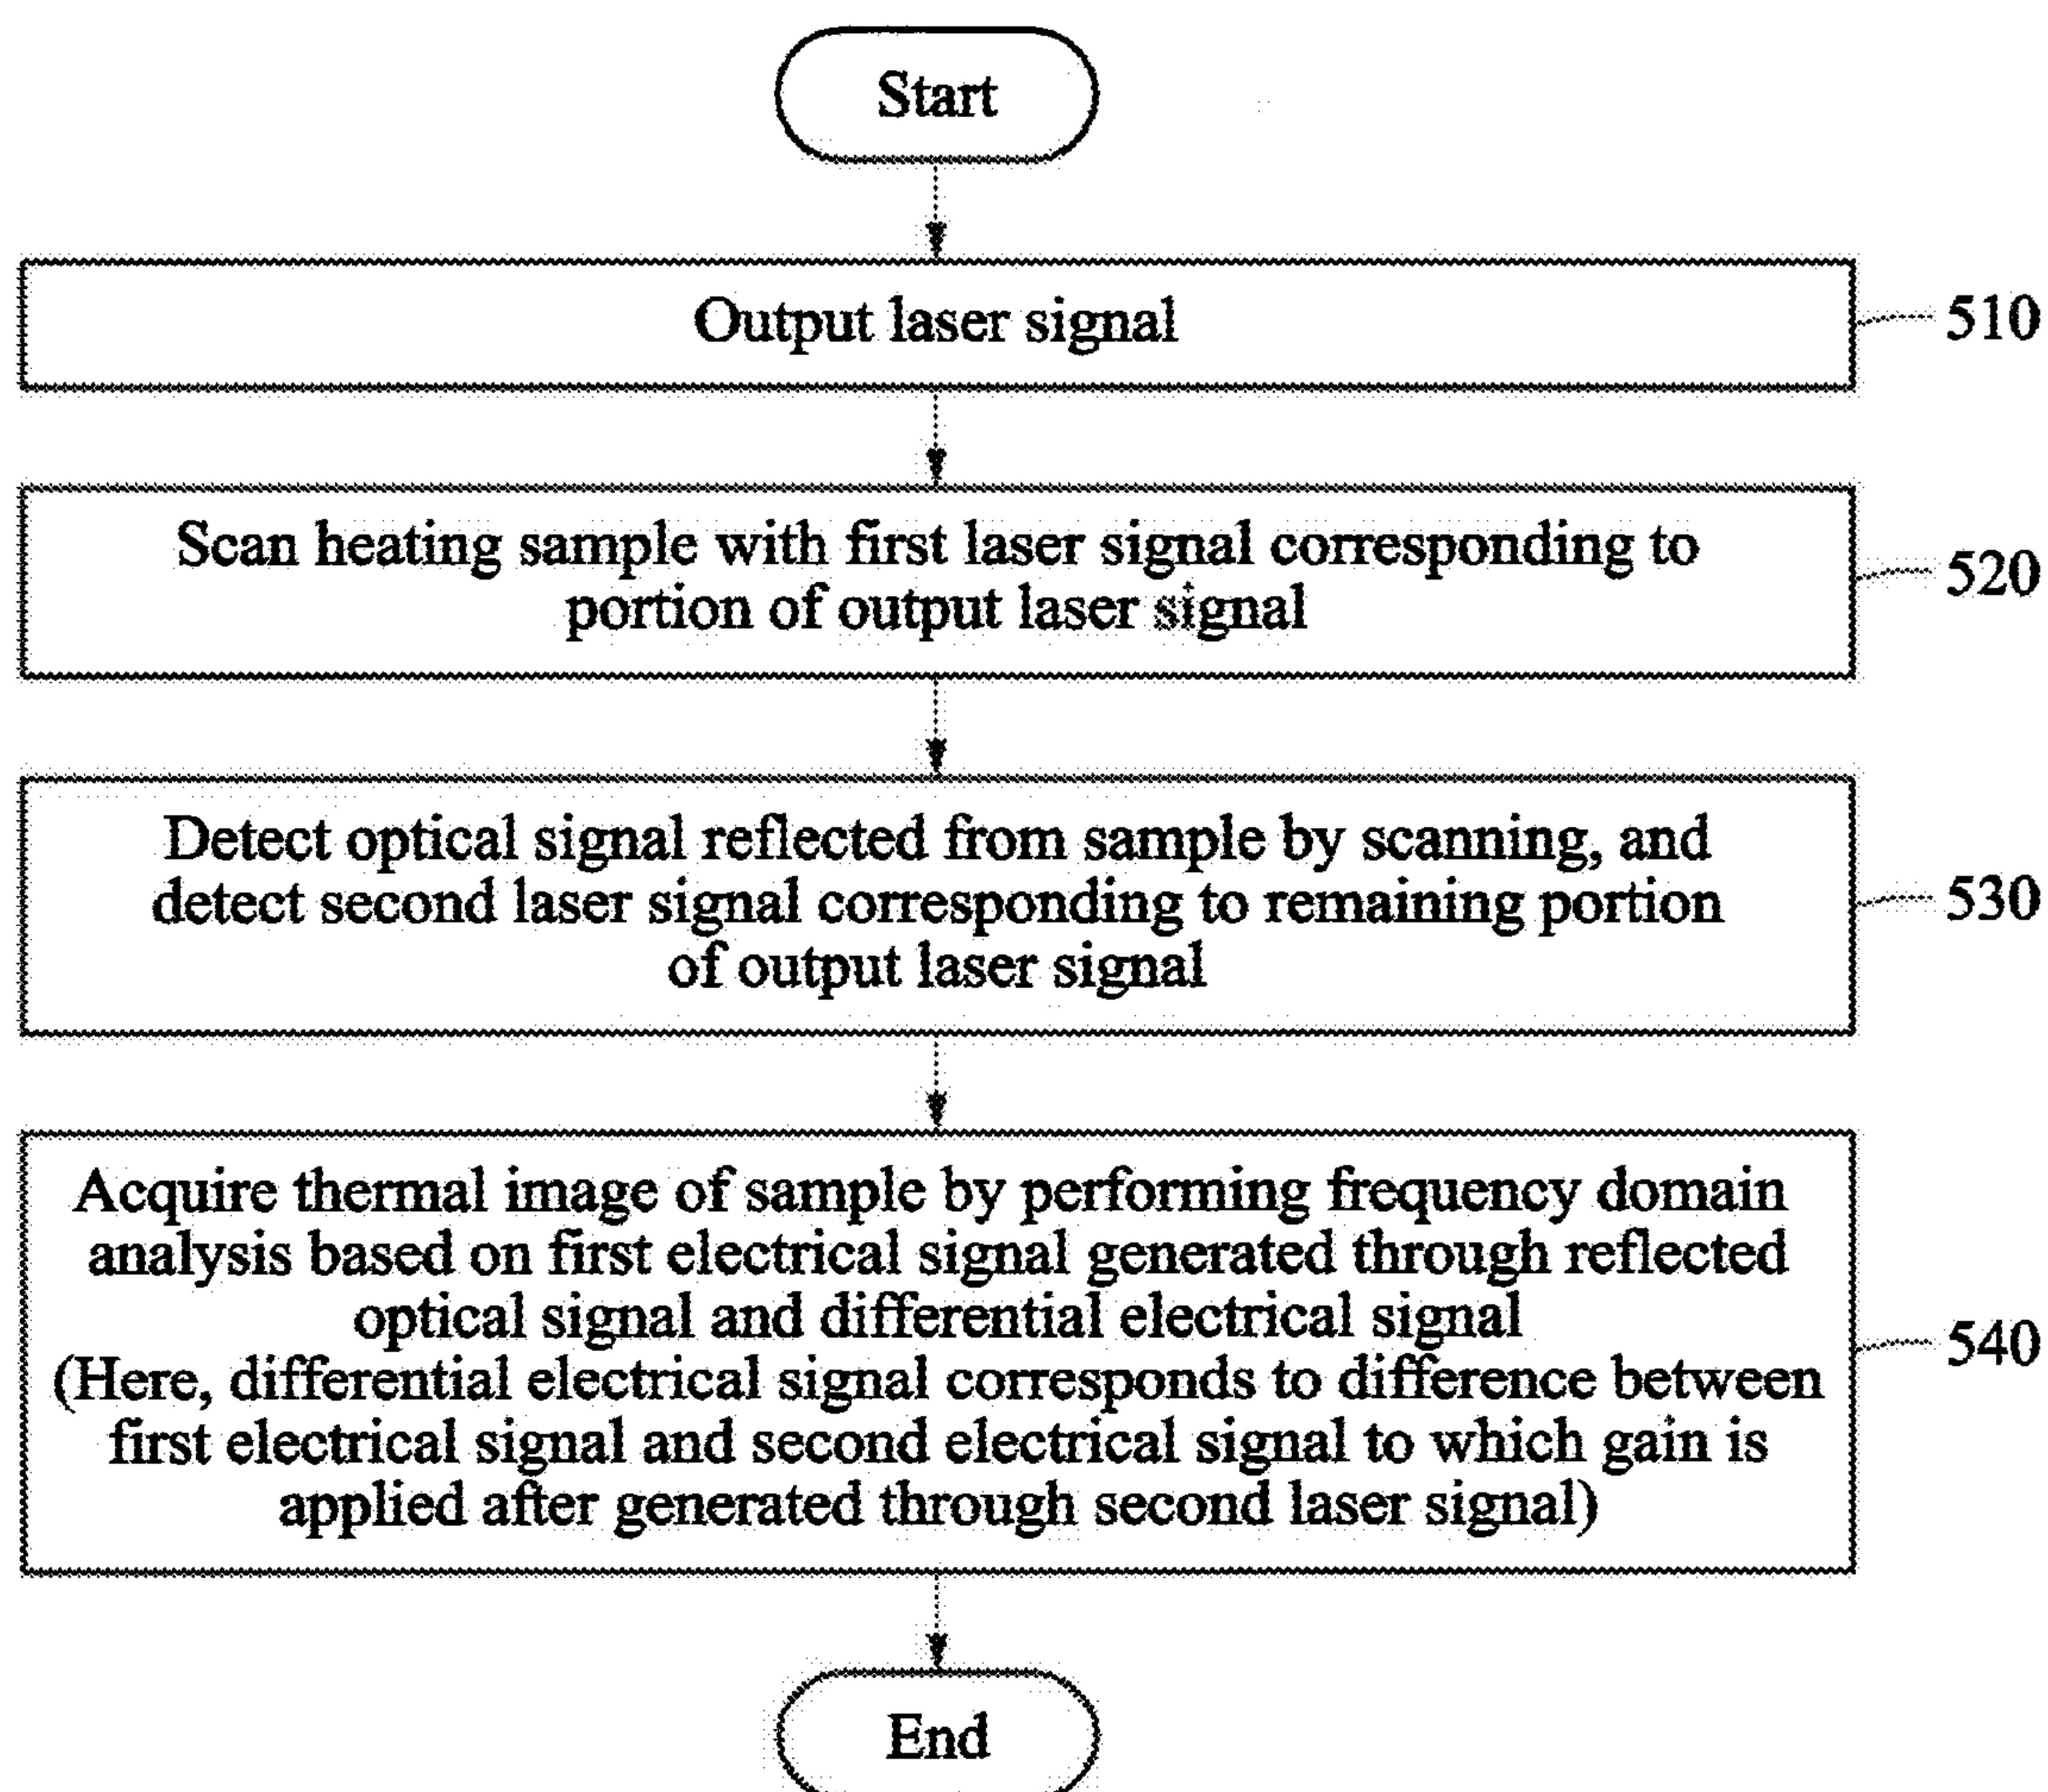 Start
Output laser signal
510
Scan heating sample with first laser signal corresponding to
portion of output laser signal
520
Detect optical signal reflected from sample by scanning, and
detect second laser signal corresponding to remaining portion
of output laser signal
530
Acquire thermal image of sample by performing frequency domain
analysis based on first electrical signal generated through reflected
optical signal and differential electrical signal
(Here, differential electrical signal corresponds to difference between
first electrical signal and second electrical signal to which gain is
applied after generated through second laser signal)
540
End